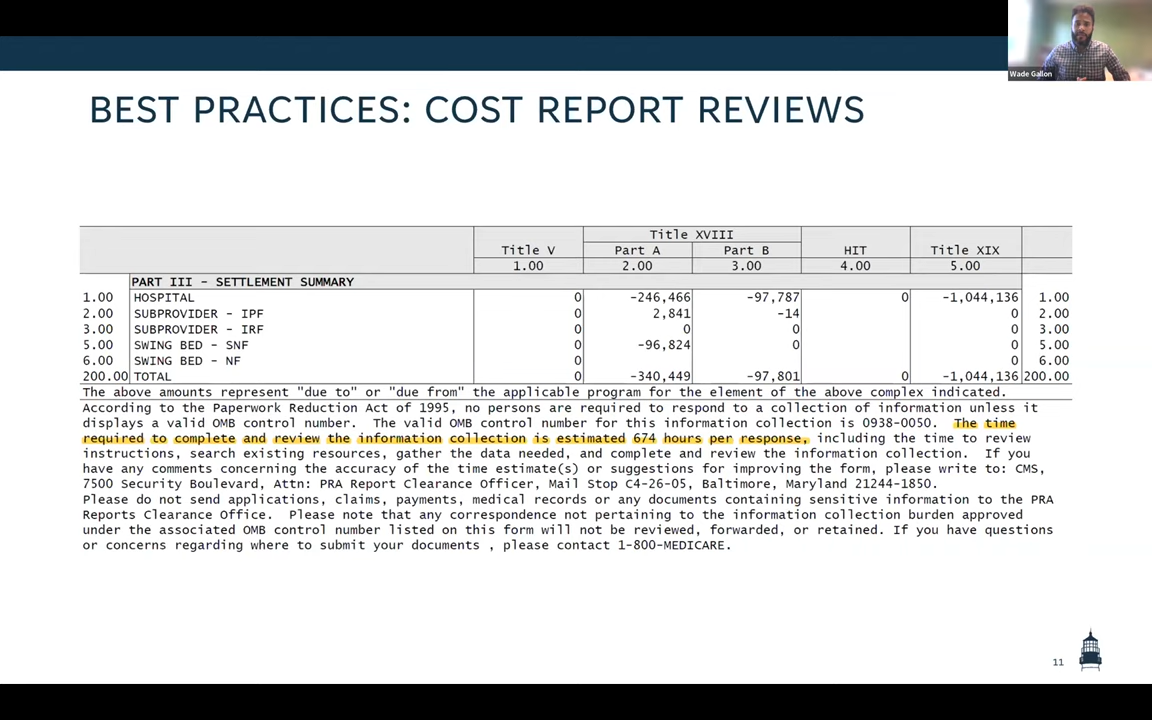 Wade Gallon
BEST PRACTICES: COST REPORT REVIEWS
Title XVIII
Title V Part A Part B HIT Title XIX
1.00 2.00 3.00 4.00 5.00
PART III - SETTLEMENT SUMMARY
1.00 HOSPITAL 0 -246,466 -97,787 0 -1,044,136 1.00
2.00 SUBPROVIDER - IPF 0 2,841 -14 0 2.00
3.00 SUBPROVIDER - IRF 0 0 0 0 3.00
5.00 SWING BED - SNF 0 -96,824 0 0 5.00
6.00 SWING BED - NF 0 0 6.00
200.00 TOTAL 0 -340,449 -97,801 0 -1,044,136 200.00
The above amounts represent "due to" or "due from" the applicable program for the element of the above complex indicated.
According to the Paperwork Reduction Act of 1995, no persons are required to respond to a collection of information unless it
displays a valid OMB control number. The valid OMB control number for this information collection is 0938-0050. The time
required to complete and review the information collection is estimated 674 hours per response, including the time to review
instructions, search existing resources, gather the data needed, and complete and review the information collection. If you
have any comments concerning the accuracy of the time estimate(s) or suggestions for improving the form, please write to: CMS,
7500 Security Boulevard, Attn: PRA Report Clearance Officer, Mail Stop C4-26-05, Baltimore, Maryland 21244-1850.
Please do not send applications, claims, payments, medical records or any documents containing sensitive information to the PRA
Reports Clearance Office. Please note that any correspondence not pertaining to the information collection burden approved
under the associated OMB control number listed on this form will not be reviewed, forwarded, or retained. If you have questions
or concerns regarding where to submit your documents , please contact 1-800-MEDICARE.
11